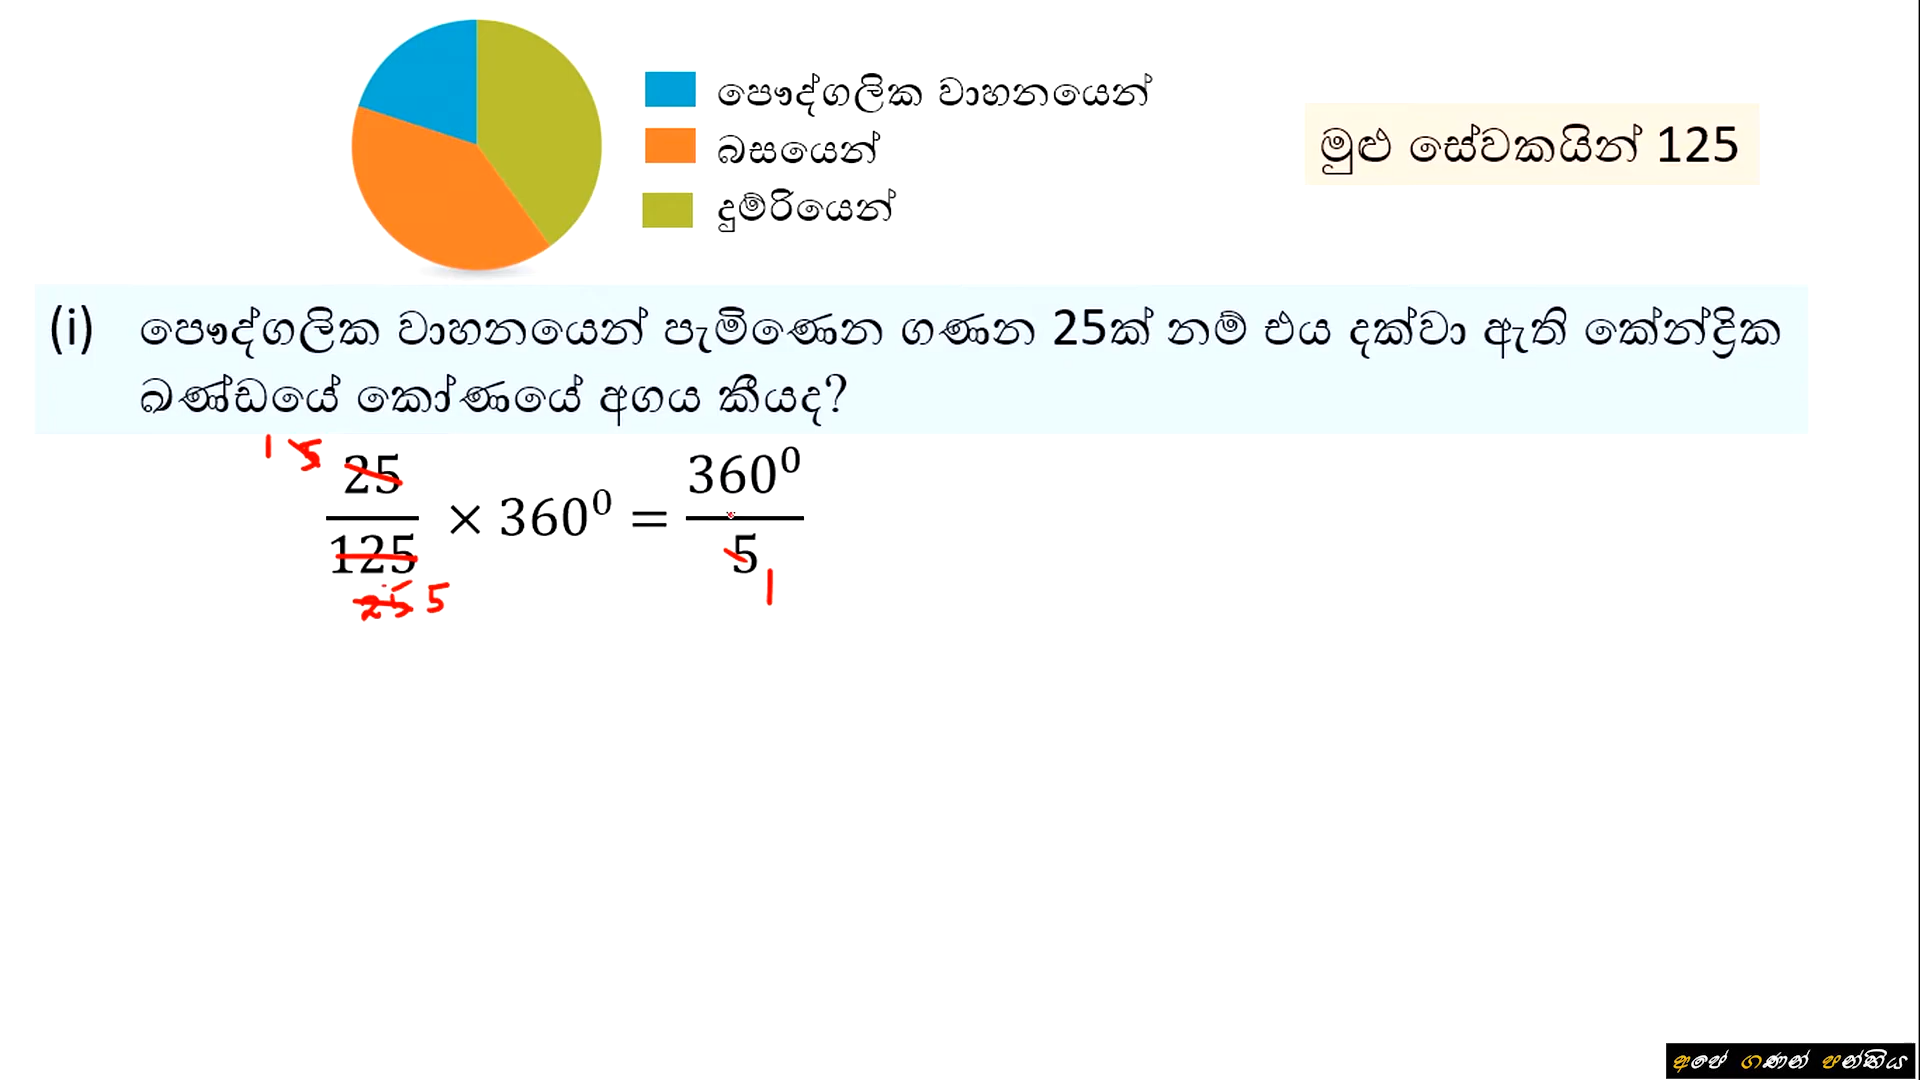 පෞද්ගලික වාහනයෙන්
බසයෙන්
දුම්රියෙන්
මුළු සේවකයින් 125
(i) පෞද්ගලික වාහනයෙන් පැමිණෙන ගණන 25ක් නම් එය දක්වා ඇති කේන්ද්‍රික
ඛණ්ඩයේ කෝණයේ අගය කීයද?
1 5 25
125
25 5
× 360⁰ =
360⁰
5
1
අපේ ගණන් පන්තිය